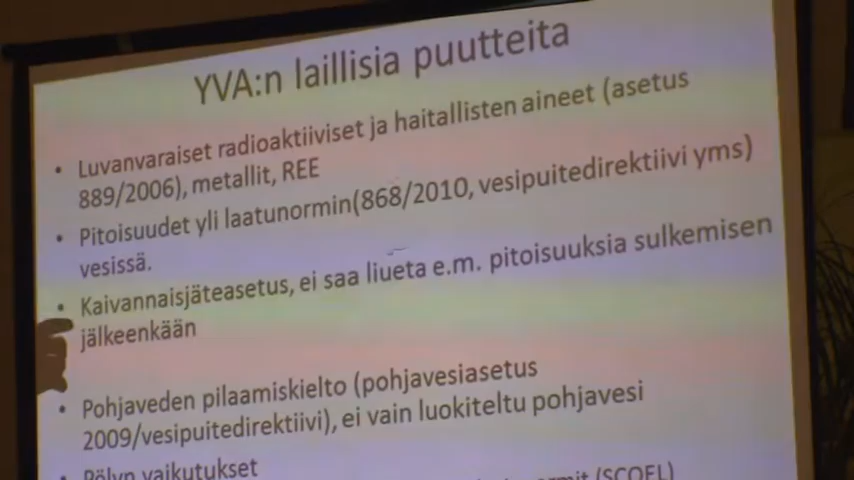 YVA:n laillisia puutteita
• Luvanvaraiset radioaktiiviset ja haitallisten aineet (asetus
889/2006), metallit, REE
• Pitoisuudet yli laatunormin(868/2010, vesipuitedirektiivi yms)
vesissä.
• Kaivannaisjäteasetus, ei saa liueta e.m. pitoisuuksia sulkemisen
jälkeenkään
• Pohjaveden pilaamiskielto (pohjavesiasetus
2009/vesipuitedirektiivi), ei vain luokiteltu pohjavesi
• Pölyn vaikutukset
(SCOEL)